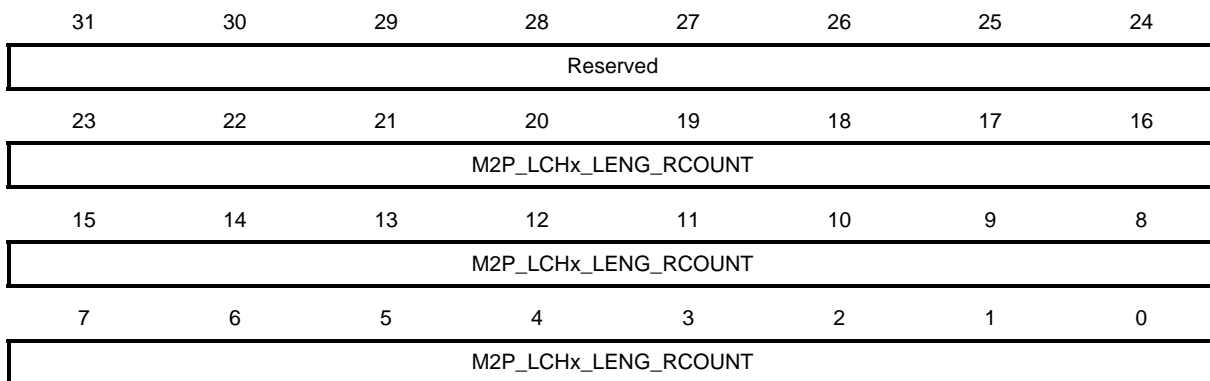 31 30 29 28 27 26 25 24
Reserved
23 22 21 20 19 18 17 16
M2P_LCHx_LENG_RCOUNT
15 14 13 12 11 10 9 8
M2P_LCHx_LENG_RCOUNT
7 6 5 4 3 2 1 0
M2P_LCHx_LENG_RCOUNT